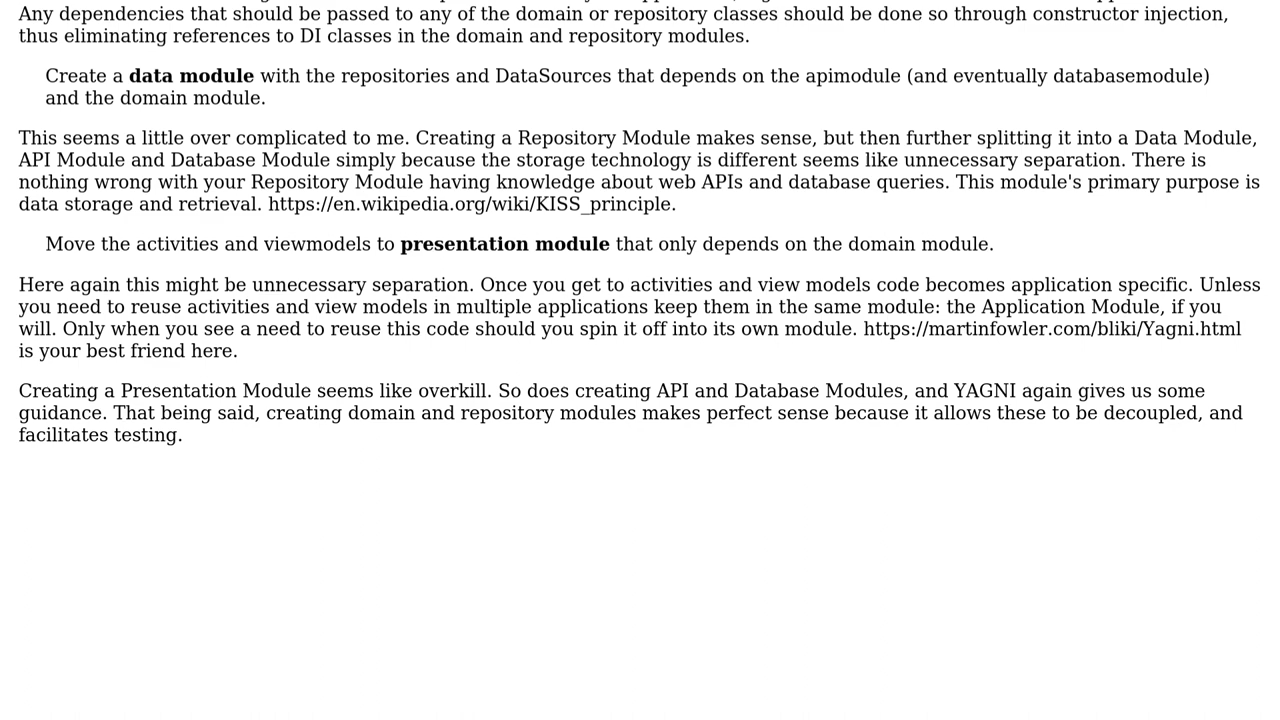 Any dependencies that should be passed to any of the domain or repository classes should be done so through constructor injection,
thus eliminating references to DI classes in the domain and repository modules.
Create a data module with the repositories and DataSources that depends on the apimodule (and eventually databasemodule)
and the domain module.
This seems a little over complicated to me. Creating a Repository Module makes sense, but then further splitting it into a Data Module,
API Module and Database Module simply because the storage technology is different seems like unnecessary separation. There is
nothing wrong with your Repository Module having knowledge about web APIs and database queries. This module's primary purpose is
data storage and retrieval. https://en.wikipedia.org/wiki/KISS_principle.
Move the activities and viewmodels to presentation module that only depends on the domain module.
Here again this might be unnecessary separation. Once you get to activities and view models code becomes application specific. Unless
you need to reuse activities and view models in multiple applications keep them in the same module: the Application Module, if you
will. Only when you see a need to reuse this code should you spin it off into its own module. https://martinfowler.com/bliki/Yagni.html
is your best friend here.
Creating a Presentation Module seems like overkill. So does creating API and Database Modules, and YAGNI again gives us some
guidance. That being said, creating domain and repository modules makes perfect sense because it allows these to be decoupled, and
facilitates testing.